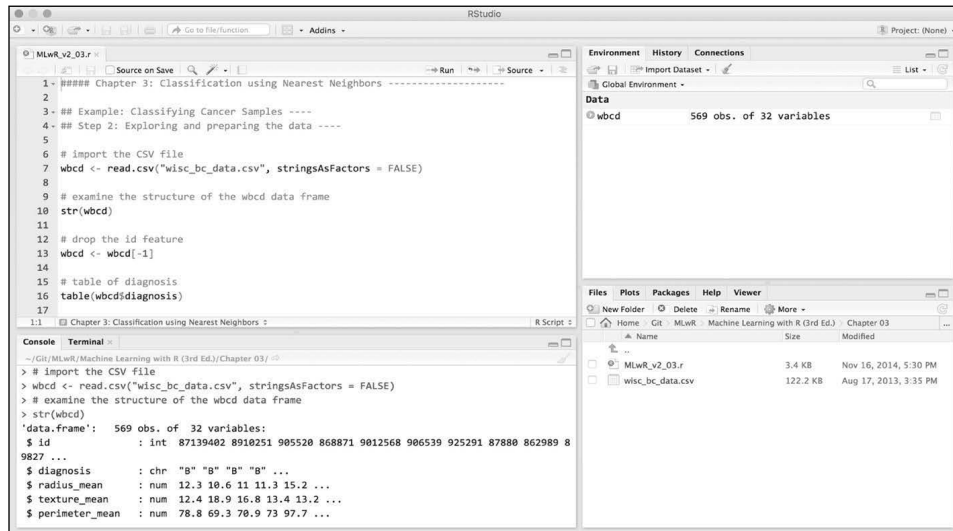 RStudio
Go to file/function
Addins
Project: (None)
MLwR_v2_03.r
Source on Save
Run
Source
1 ##### Chapter 3: Classification using Nearest Neighbors --------------------
2
3 ## Example: Classifying Cancer Samples ----
4 ## Step 2: Exploring and preparing the data ----
5
6 # import the CSV file
7 wbcd <- read.csv("wisc_bc_data.csv", stringsAsFactors = FALSE)
8
9 # examine the structure of the wbcd data frame
10 str(wbcd)
11
12 # drop the id feature
13 wbcd <- wbcd[-1]
14
15 # table of diagnosis
16 table(wbcd$diagnosis)
17
1:1 Chapter 3: Classification using Nearest Neighbors R Script
Console Terminal
~/Git/MLwR/Machine Learning with R (3rd Ed.)/Chapter 03/
> # import the CSV file
> wbcd <- read.csv("wisc_bc_data.csv", stringsAsFactors = FALSE)
> # examine the structure of the wbcd data frame
> str(wbcd)
'data.frame': 569 obs. of 32 variables:
$ id : int 87139402 8910251 905520 868871 9012568 906539 925291 87880 862989 8
9827 ...
$ diagnosis : chr "B" "B" "B" "B" ...
$ radius_mean : num 12.3 10.6 11 11.3 15.2 ...
$ texture_mean : num 12.4 18.9 16.8 13.4 13.2 ...
$ perimeter_mean : num 78.8 69.3 70.9 73 97.7 ...
Environment History Connections
Import Dataset
List
Global Environment
Data
wbcd 569 obs. of 32 variables
Files Plots Packages Help Viewer
New Folder Delete Rename More
Home Git MLwR Machine Learning with R (3rd Ed.) Chapter 03 ...
Name Size Modified
..
MLwR_v2_03.r 3.4 KB Nov 16, 2014, 5:30 PM
wisc_bc_data.csv 122.2 KB Aug 17, 2013, 3:35 PM